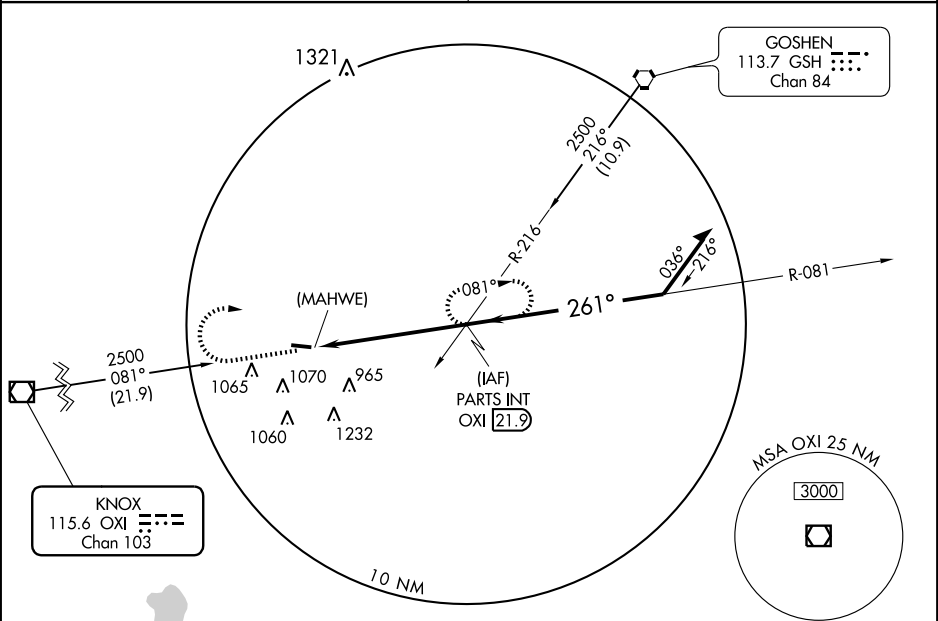 1321
GOSHEN
113.7 GSH
Chan 84
2500
216°
(10.9)
R-216
036°
216°
R-081
081°
261°
(MAHWE)
2500
081°
(21.9)
1065
1070
965
1060
1232
(IAF)
PARTS INT
OXI 21.9
KNOX
115.6 OXI
Chan 103
MSA OXI 25 NM
3000
10 NM